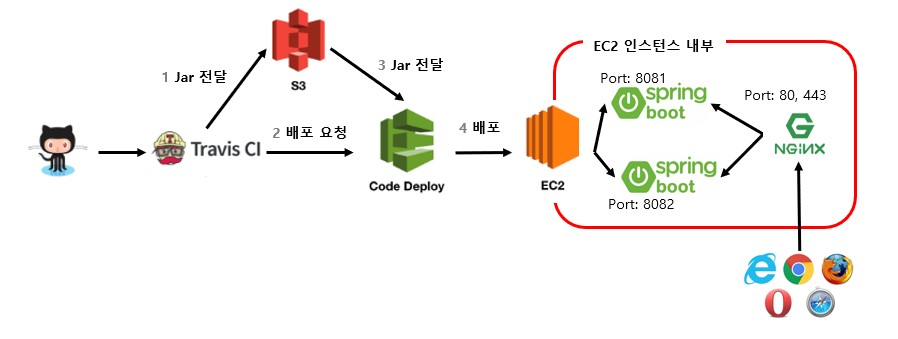 EC2 인스턴스 내부
1 Jar 전달
S3
3 Jar 전달
Port: 8081
spring
boot
Port: 80, 443
2 배포 요청
4 배포
Travis CI
NGiNX
Code Deploy
EC2
spring
boot
Port: 8082